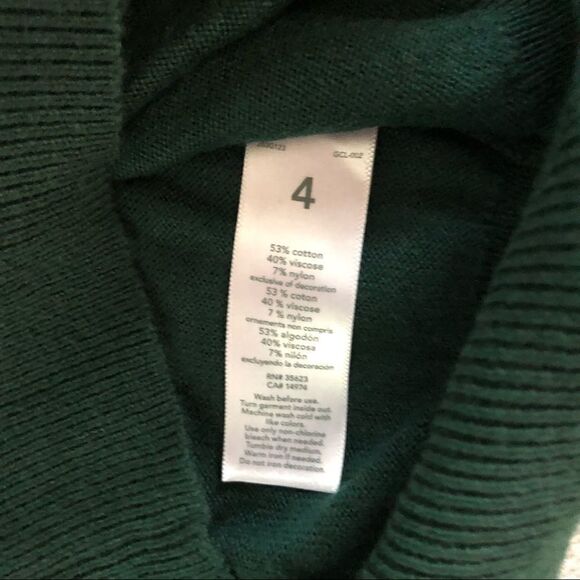 GCL-002
4
53% cotton
40% viscose
7% nylon
exclusive of decoration
53 % coton
40 % viscose
7 % nylon
ornements non compris
53% algodón
40% viscosa
7% nilón
excluyendo la decoración
RN# 35623
CA# 14974
Wash before use.
Turn garment inside out.
Machine wash cold with
like colors.
Use only non-chlorine
bleach when needed.
Tumble dry medium.
Warm iron if needed.
Do not iron decoration.